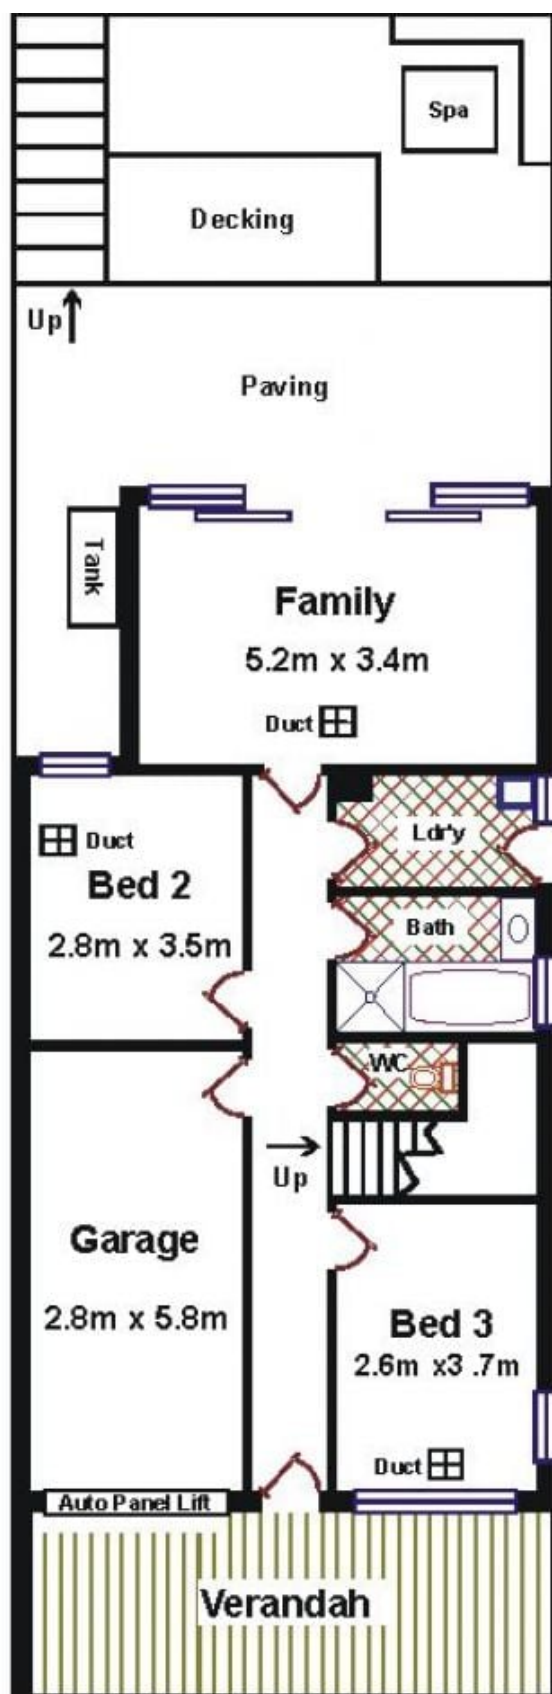 Spa
Decking
Up
Paving
Tank
Family
5.2m x 3.4m
Duct
Ldr'y
Duct
Bed 2
2.8m x 3.5m
Bath
WC
Up
Garage
2.8m x 5.8m
Bed 3
2.6m x3 .7m
Duct
Auto Panel Lift
Verandah